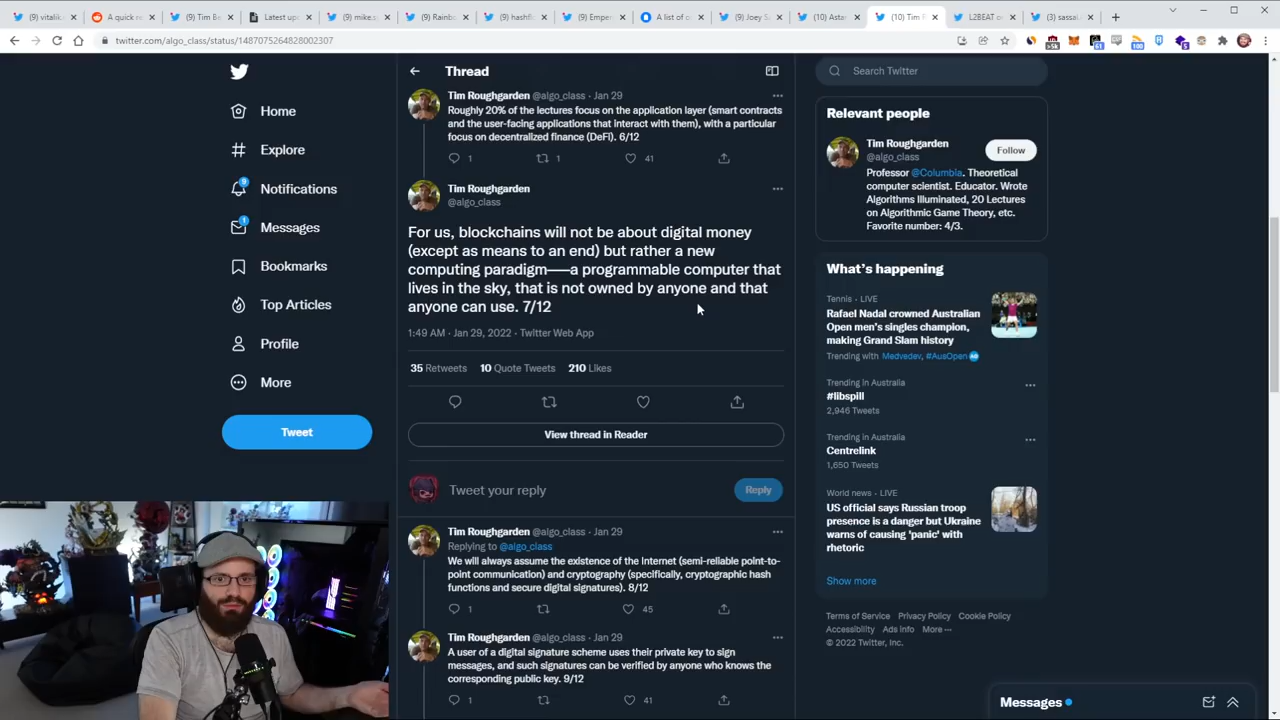 (9) vitalik
A quick e
(9) Tim Be
Latest upd
(9) mike.s
(9) Rainb
(9) hashfl
(9) Emper
A list of c
(9) Joey S
(10) Astar
(10) Tim R
L2BEAT o
(3) sassal
twitter.com/algo_class/status/1487075264828002307
Home
Explore
9
Notifications
1
Messages
Bookmarks
Top Articles
Profile
More
Tweet
Thread
Tim Roughgarden @algo_class · Jan 29
Roughly 20% of the lectures focus on the application layer (smart contracts
and the user-facing applications that interact with them), with a particular
focus on decentralized finance (DeFi). 6/12
1 1 41
Tim Roughgarden
@algo_class
For us, blockchains will not be about digital money
(except as means to an end) but rather a new
computing paradigm——a programmable computer that
lives in the sky, that is not owned by anyone and that
anyone can use. 7/12
1:49 AM · Jan 29, 2022 · Twitter Web App
35 Retweets 10 Quote Tweets 210 Likes
View thread in Reader
Tweet your reply
Reply
Tim Roughgarden @algo_class · Jan 29
Replying to @algo_class
We will always assume the existence of the Internet (semi-reliable point-to-
point communication) and cryptography (specifically, cryptographic hash
functions and secure digital signatures). 8/12
1 45
Tim Roughgarden @algo_class · Jan 29
A user of a digital signature scheme uses their private key to sign
messages, and such signatures can be verified by anyone who knows the
corresponding public key. 9/12
1 41
Search Twitter
Relevant people
Tim Roughgarden
@algo_class
Follow
Professor @Columbia. Theoretical
computer scientist. Educator. Wrote
Algorithms Illuminated, 20 Lectures
on Algorithmic Game Theory, etc.
Favorite number: 4/3.
What's happening
Tennis · LIVE
Rafael Nadal crowned Australian
Open men's singles champion,
making Grand Slam history
Trending with Medvedev, #AusOpen
Trending in Australia
#libspill
2,946 Tweets
Trending in Australia
Centrelink
1,650 Tweets
World news · LIVE
US official says Russian troop
presence is a danger but Ukraine
warns of causing 'panic' with
rhetoric
Show more
Terms of Service Privacy Policy Cookie Policy
Accessibility Ads info More ···
© 2022 Twitter, Inc.
Messages